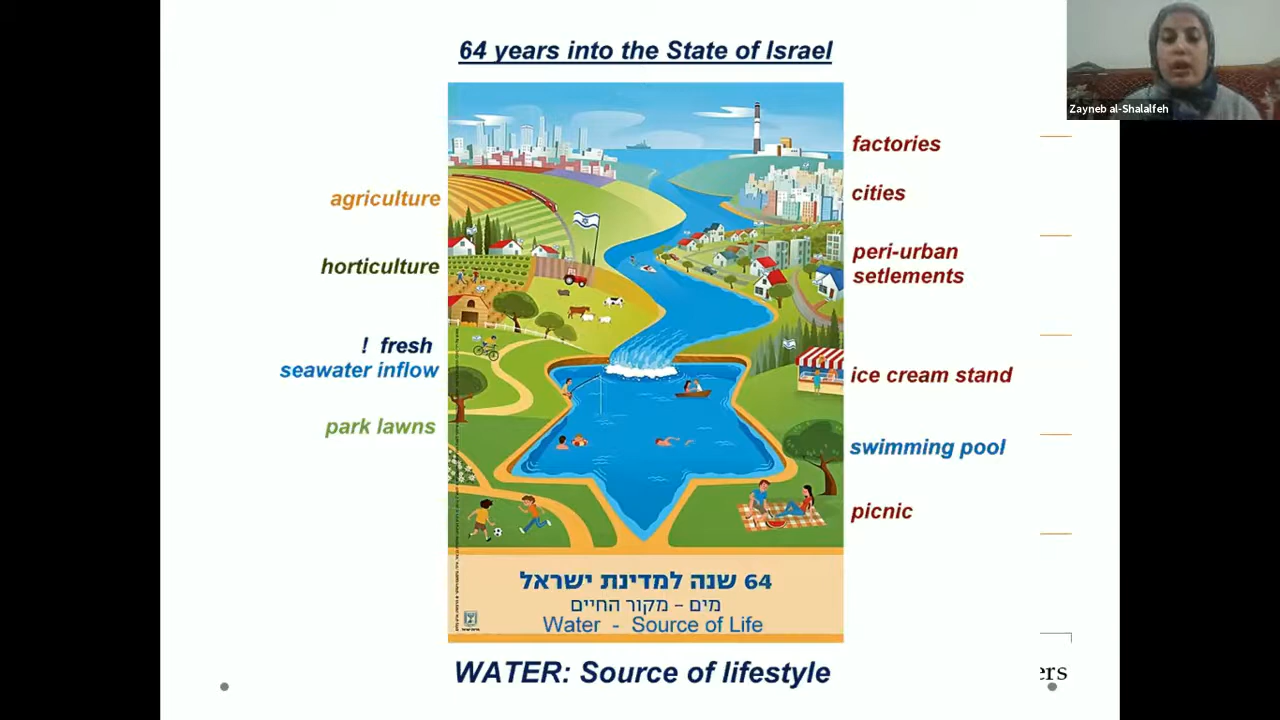 64 years into the State of Israel
Zayneb al-Shalalfeh
factories
agriculture
cities
horticulture
peri-urban
setlements
! fresh
seawater inflow
ice cream stand
park lawns
swimming pool
picnic
64 שנה למדינת ישראל
מים – מקור החיים
Water - Source of Life
WATER: Source of lifestyle
ers